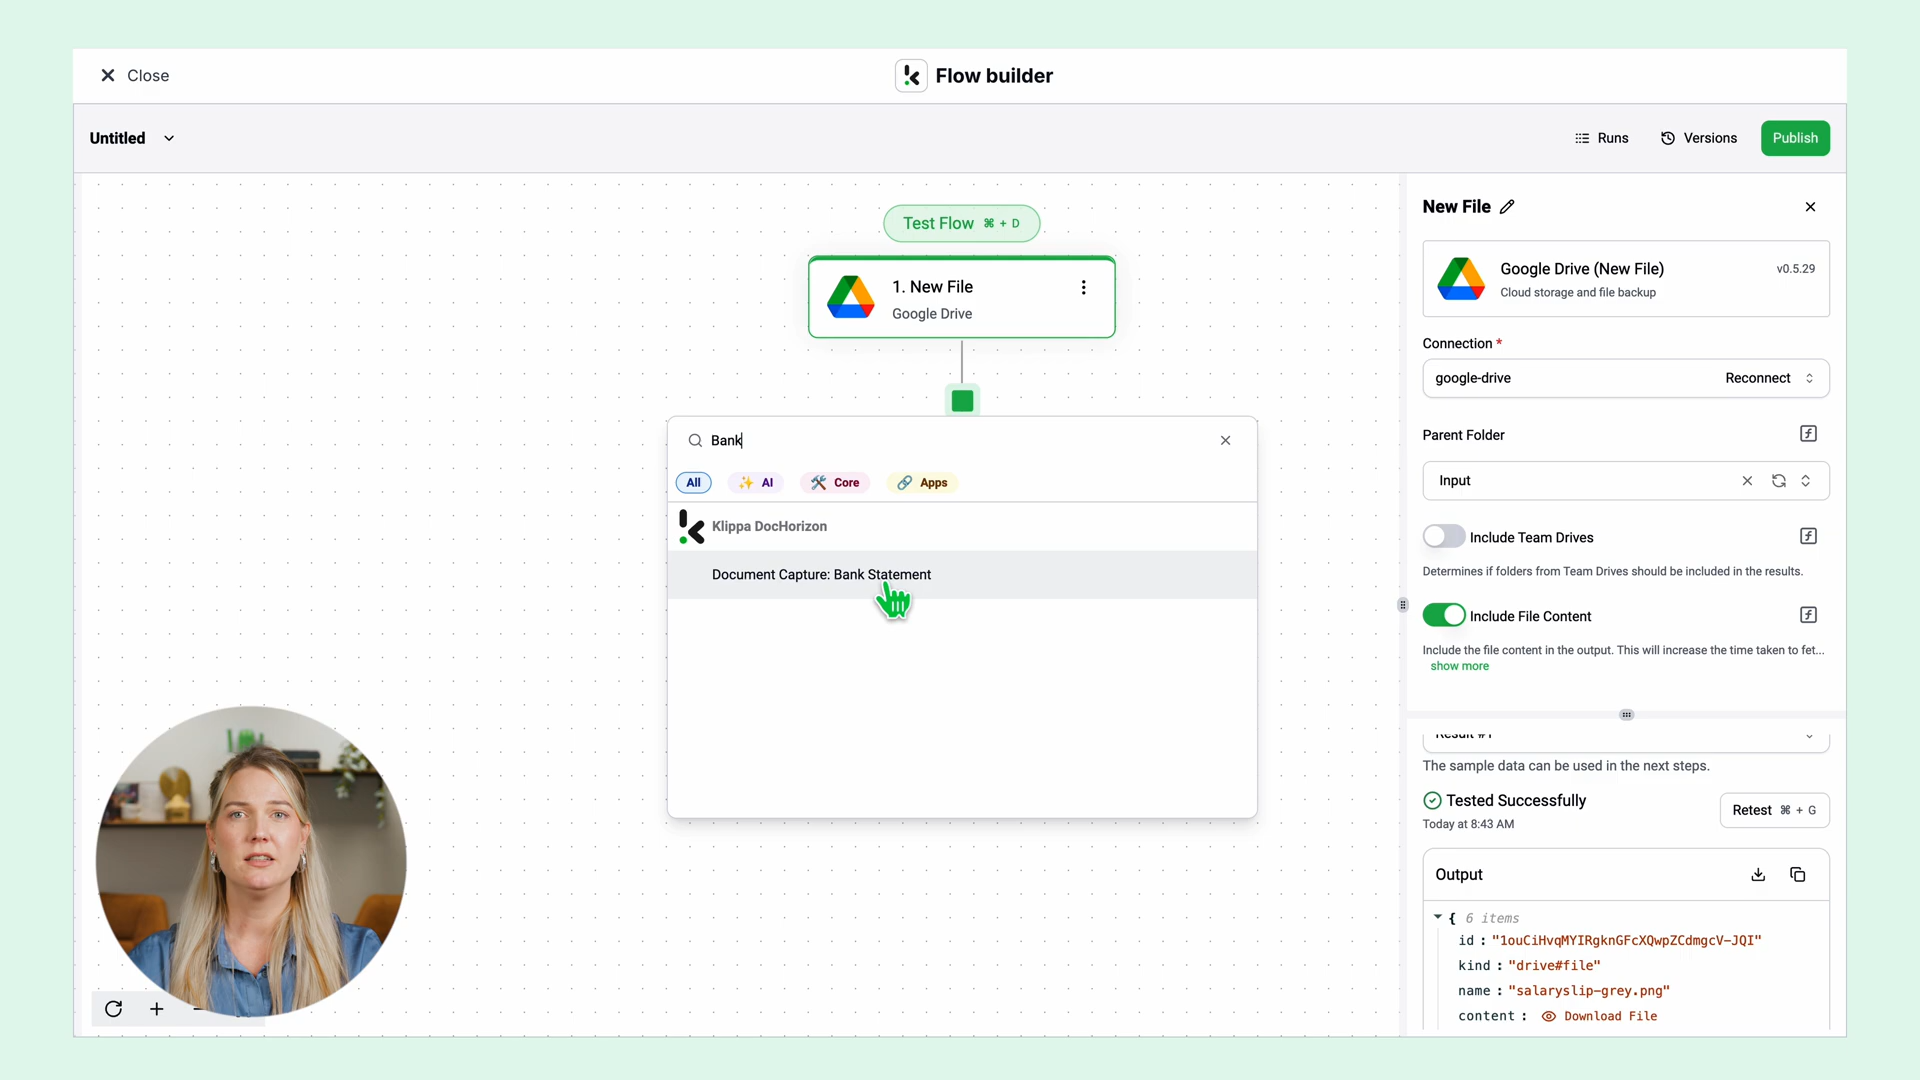 Close
Flow builder
Untitled
Runs
Versions
Publish
Test Flow ⌘ + D
1. New File
Google Drive
Bank
All
AI
Core
Apps
Klippa DocHorizon
Document Capture: Bank Statement
New File
Google Drive (New File)
v0.5.29
Cloud storage and file backup
Connection *
google-drive
Reconnect
Parent Folder
Input
Include Team Drives
Determines if folders from Team Drives should be included in the results.
Include File Content
Include the file content in the output. This will increase the time taken to fet...
show more
Result #1
The sample data can be used in the next steps.
Tested Successfully
Today at 8:43 AM
Retest ⌘ + G
Output
{ 6 items
id : "1ouCiHvqMYIRgknGFcXQwpZCdmgcV-JQI"
kind : "drive#file"
name : "salaryslip-grey.png"
content : Download File